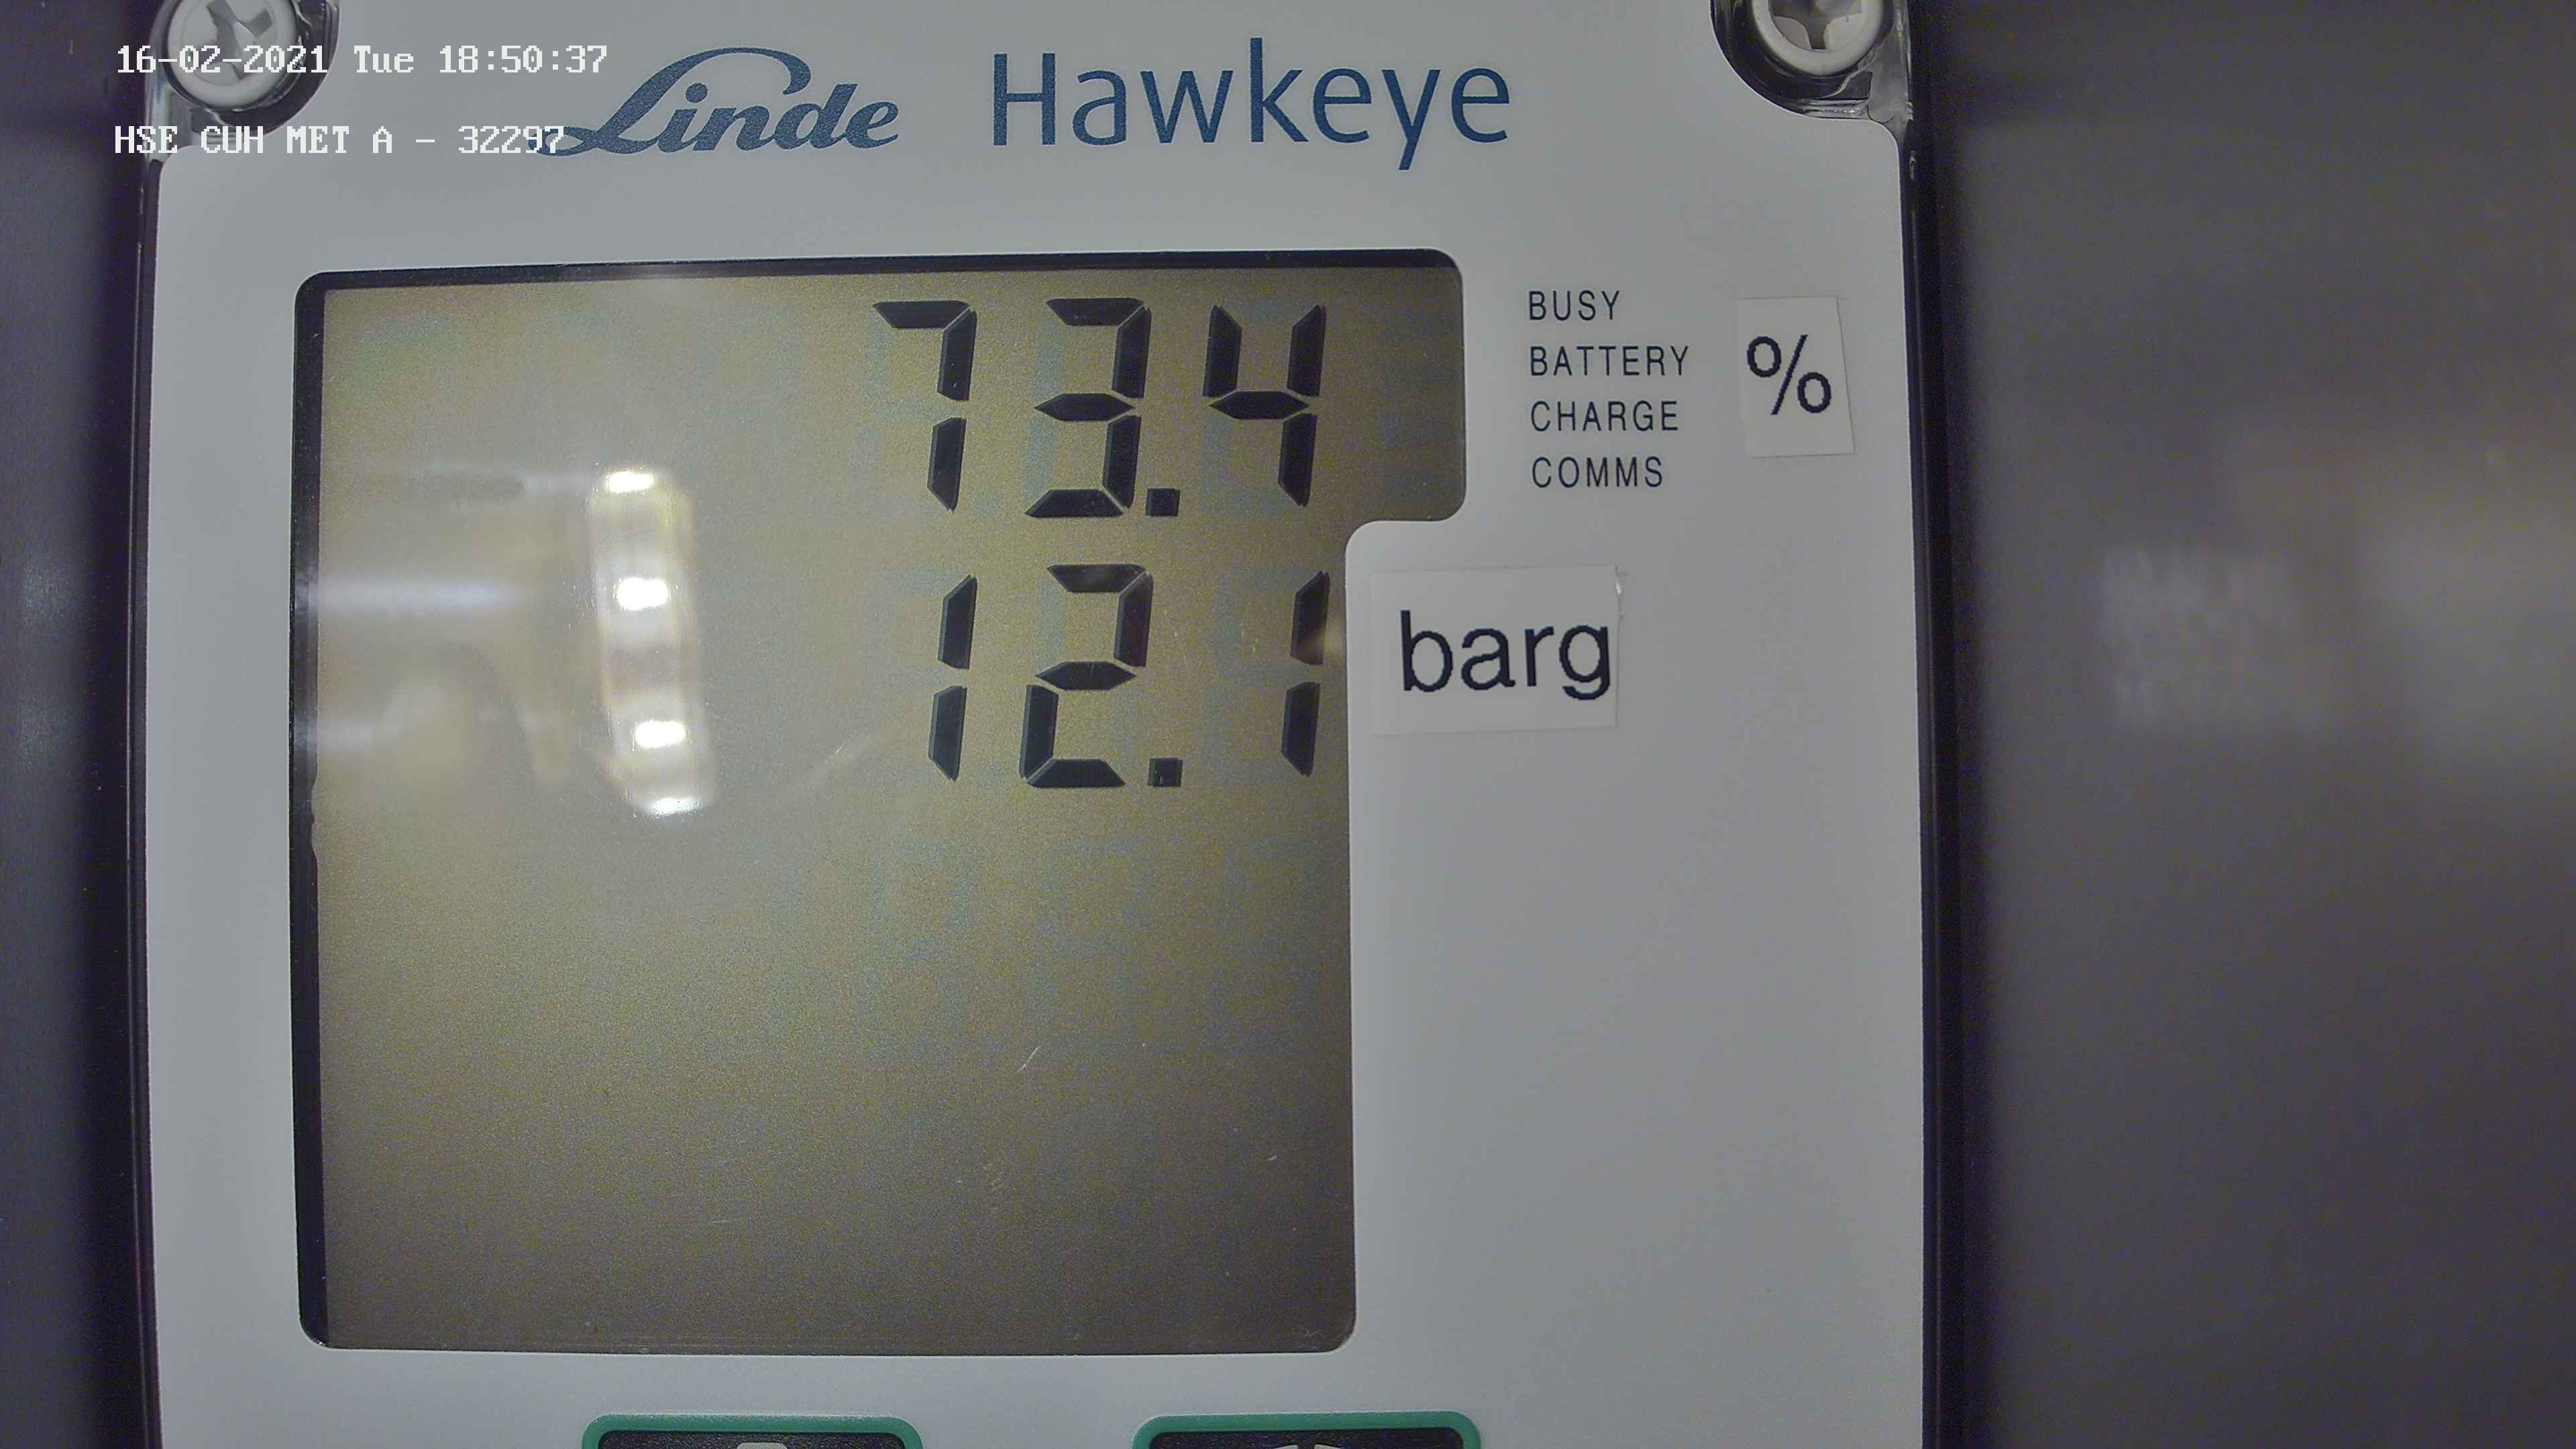 16-02-2021 Tue 18:50:37
HSE CUH MET A - 32297
Linde Hawkeye
73.4
BUSY
BATTERY
CHARGE
COMMS
%
12.1
barg